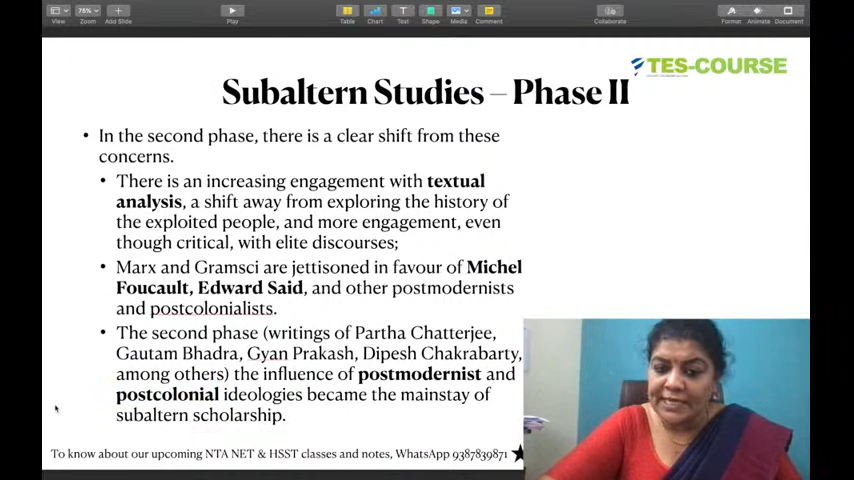 75%
View
Zoom
Add Slide
Play
Table
Chart
Text
Shape
Media
Comment
Collaborate
Format
Animate
Document
TES-COURSE
Subaltern Studies – Phase II
• In the second phase, there is a clear shift from these
concerns.
• There is an increasing engagement with textual
analysis, a shift away from exploring the history of
the exploited people, and more engagement, even
though critical, with elite discourses;
• Marx and Gramsci are jettisoned in favour of Michel
Foucault, Edward Said, and other postmodernists
and postcolonialists.
• The second phase (writings of Partha Chatterjee,
Gautam Bhadra, Gyan Prakash, Dipesh Chakrabarty,
among others) the influence of postmodernist and
postcolonial ideologies became the mainstay of
subaltern scholarship.
To know about our upcoming NTA NET & HSST classes and notes, WhatsApp 9387839871